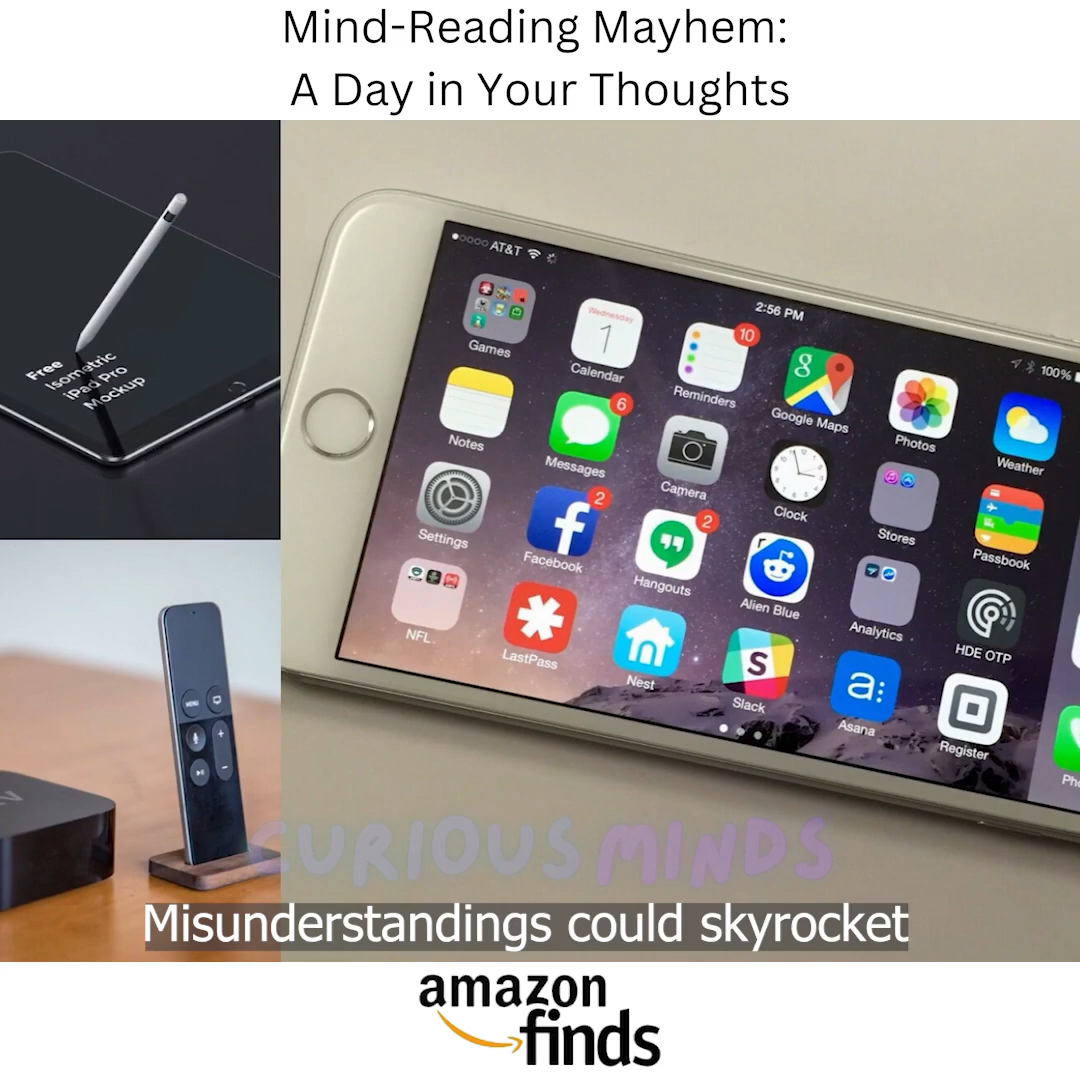 Mind-Reading Mayhem:
A Day in Your Thoughts
Free
Isometric
iPad Pro
Mockup
AT&T
2:56 PM
100%
Games
Wednesday
1
Calendar
10
Reminders
Google Maps
Photos
Weather
Notes
6
Messages
Camera
Clock
Stores
Passbook
Settings
2
Facebook
2
Hangouts
Alien Blue
Analytics
HDE OTP
NFL
LastPass
Nest
S
Slack
a:
Asana
Register
Pho
MENU
CURIOUS MINDS
Misunderstandings could skyrocket
amazon
finds